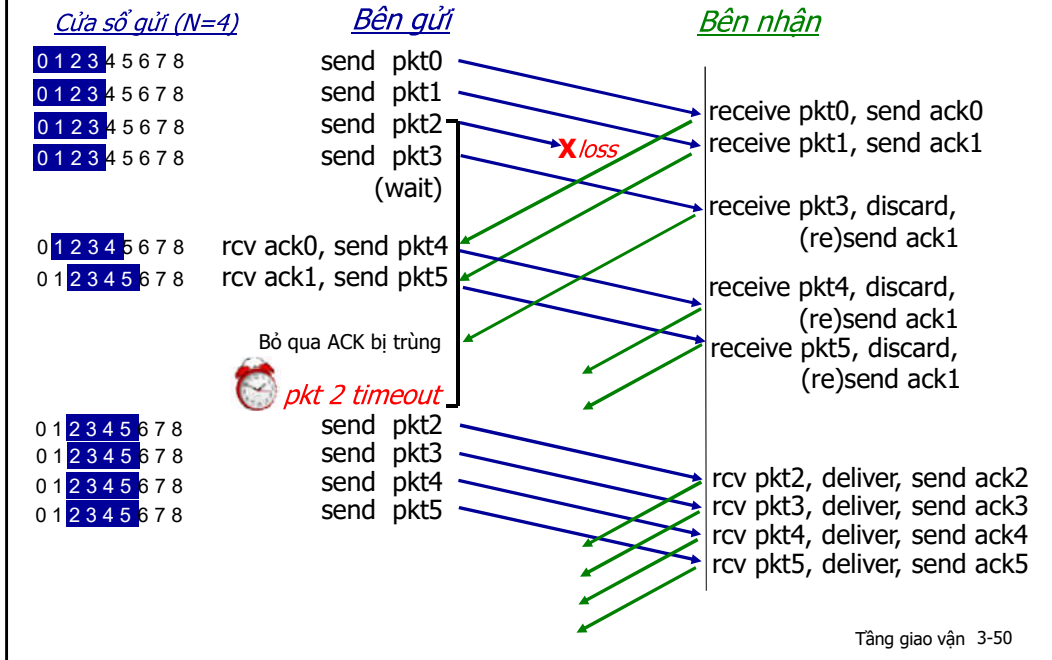 Cửa sổ gửi (N=4) Bên gửi Bên nhận
0 1 2 3 4 5 6 7 8 send pkt0
0 1 2 3 4 5 6 7 8 send pkt1
receive pkt0, send ack0
0 1 2 3 4 5 6 7 8 send pkt2
receive pkt1, send ack1
X loss
0 1 2 3 4 5 6 7 8 send pkt3
(wait)
receive pkt3, discard,
(re)send ack1
0 1 2 3 4 5 6 7 8 rcv ack0, send pkt4
0 1 2 3 4 5 6 7 8 rcv ack1, send pkt5
receive pkt4, discard,
(re)send ack1
Bỏ qua ACK bị trùng
receive pkt5, discard,
(re)send ack1
pkt 2 timeout
0 1 2 3 4 5 6 7 8 send pkt2
0 1 2 3 4 5 6 7 8 send pkt3
0 1 2 3 4 5 6 7 8 send pkt4
0 1 2 3 4 5 6 7 8 send pkt5
rcv pkt2, deliver, send ack2
rcv pkt3, deliver, send ack3
rcv pkt4, deliver, send ack4
rcv pkt5, deliver, send ack5
Tầng giao vận 3-50